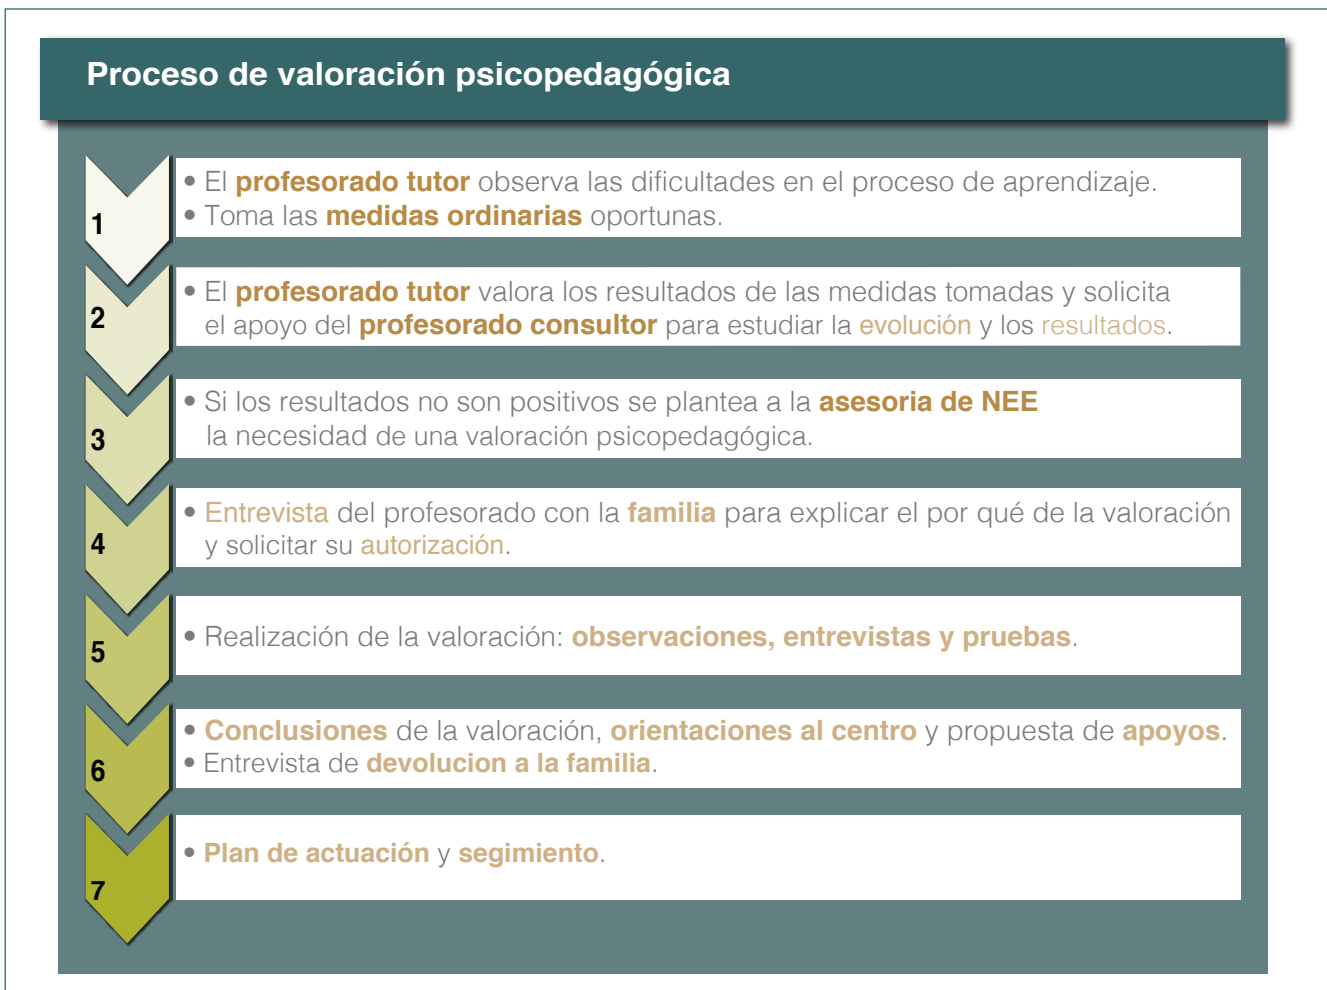 Proceso de valoración psicopedagógica
1
• El profesorado tutor observa las dificultades en el proceso de aprendizaje.
• Toma las medidas ordinarias oportunas.
2
• El profesorado tutor valora los resultados de las medidas tomadas y solicita
el apoyo del profesorado consultor para estudiar la evolución y los resultados.
3
• Si los resultados no son positivos se plantea a la asesoria de NEE
la necesidad de una valoración psicopedagógica.
4
• Entrevista del profesorado con la familia para explicar el por qué de la valoración
y solicitar su autorización.
5
• Realización de la valoración: observaciones, entrevistas y pruebas.
6
• Conclusiones de la valoración, orientaciones al centro y propuesta de apoyos.
• Entrevista de devolucion a la familia.
7
• Plan de actuación y segimiento.